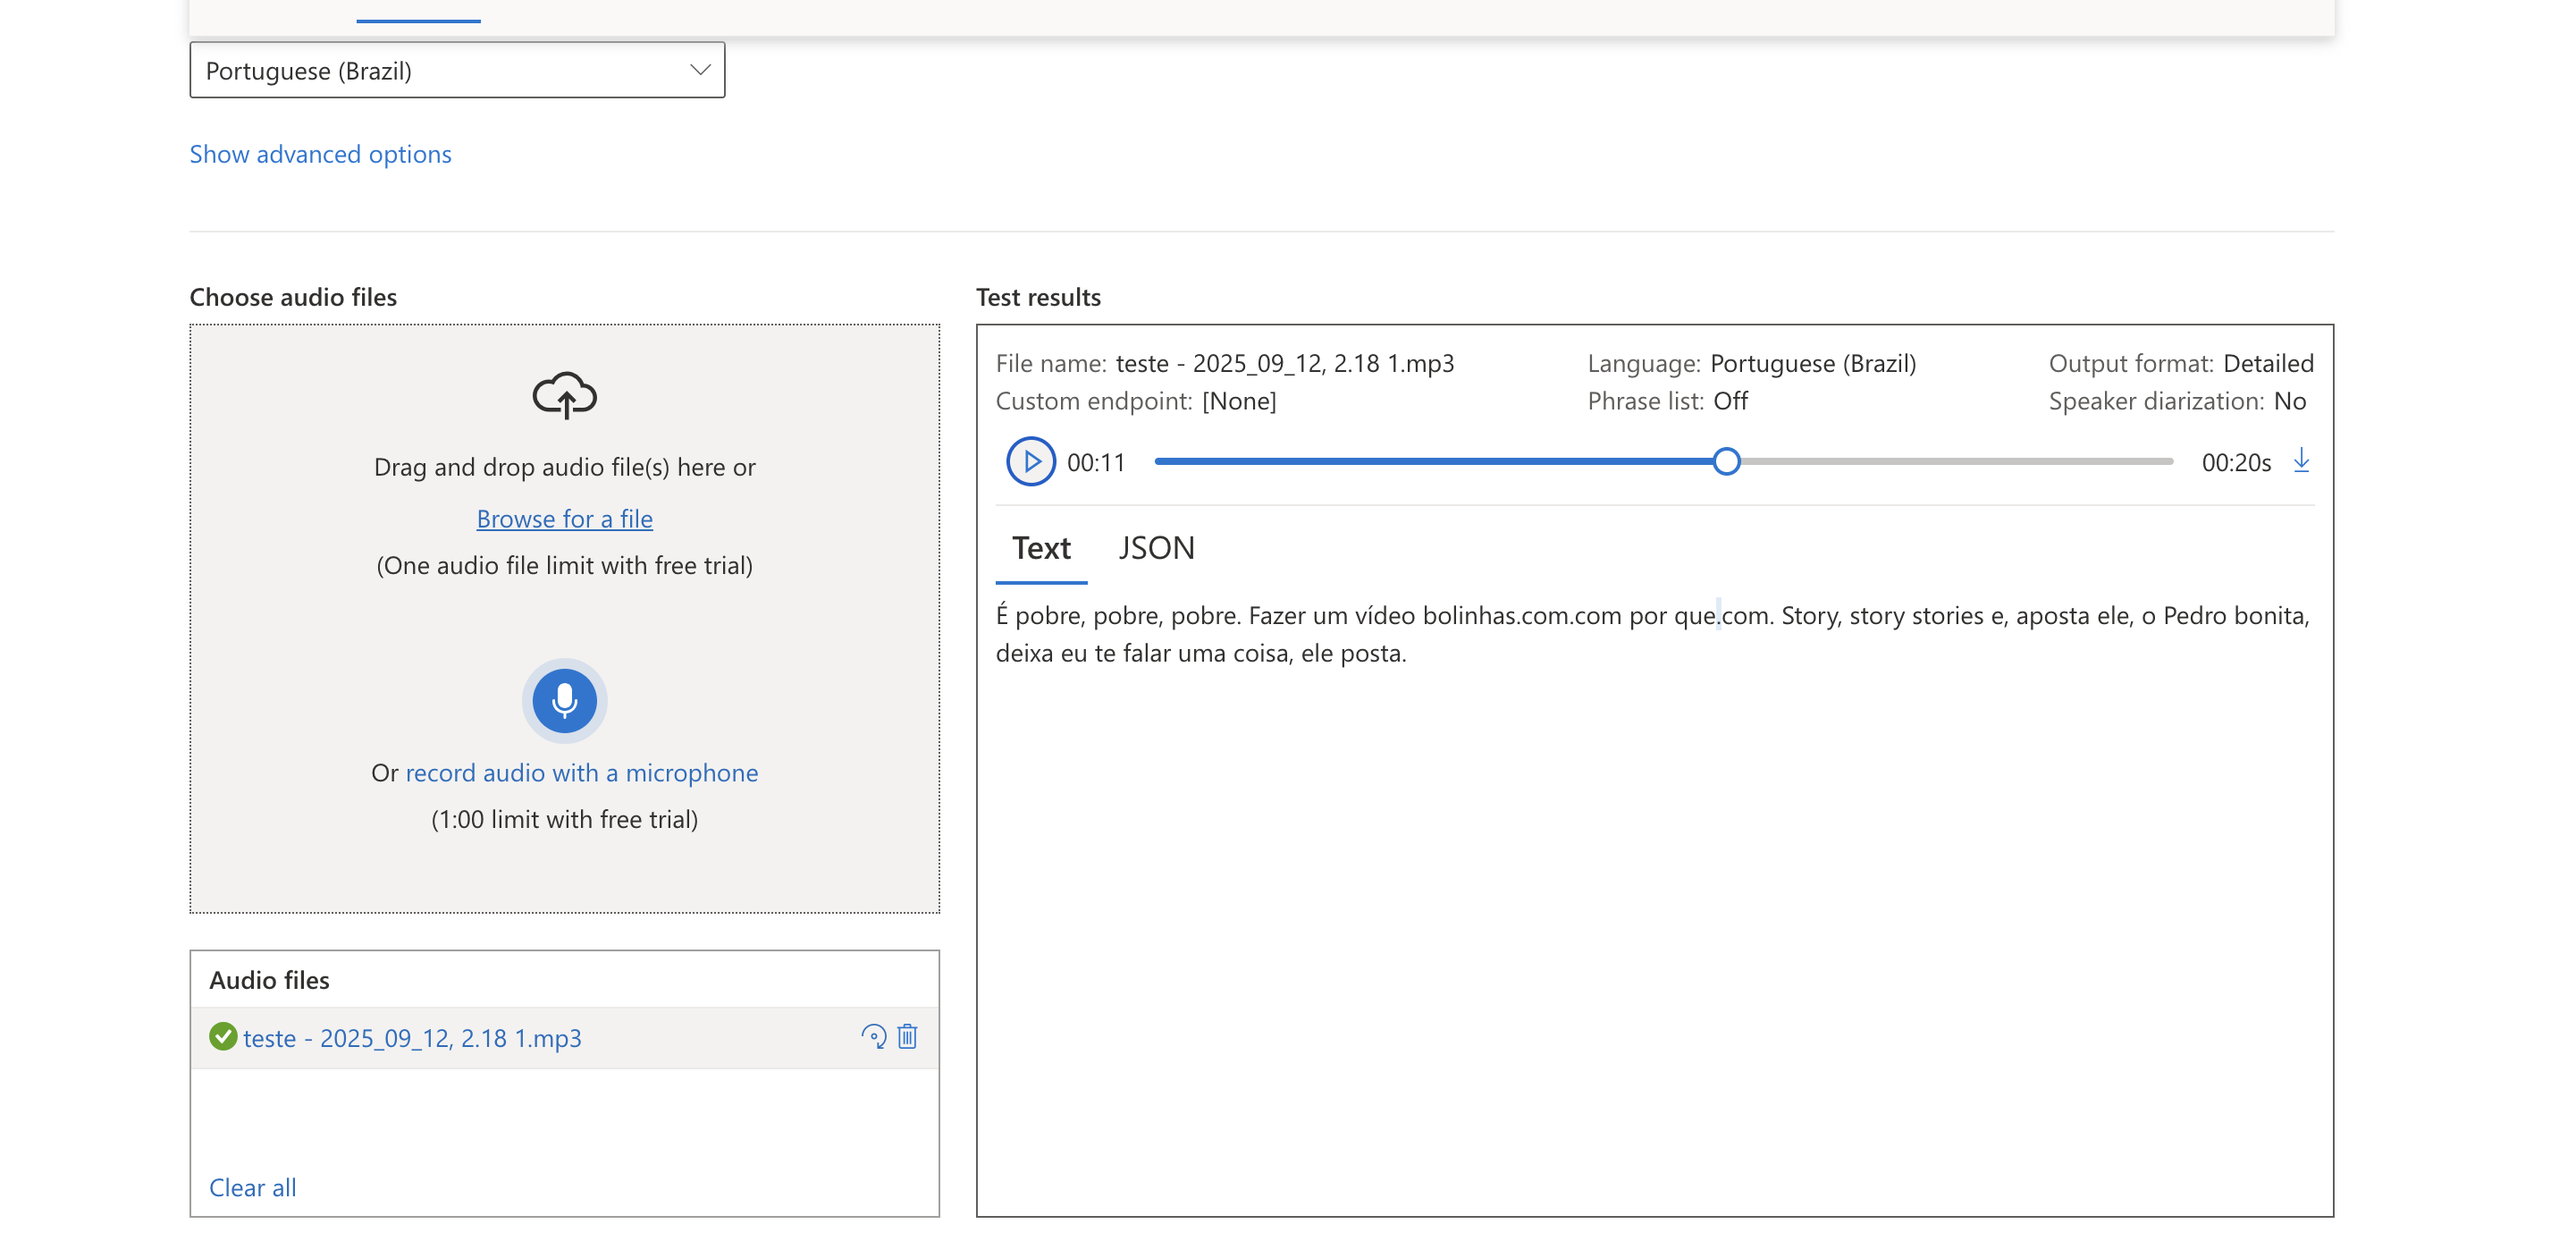 Portuguese (Brazil)
Show advanced options
Choose audio files
Drag and drop audio file(s) here or
Browse for a file
(One audio file limit with free trial)
Or record audio with a microphone
(1:00 limit with free trial)
Audio files
teste - 2025_09_12, 2.18 1.mp3
Clear all
Test results
File name: teste - 2025_09_12, 2.18 1.mp3 Language: Portuguese (Brazil) Output format: Detailed
Custom endpoint: [None] Phrase list: Off Speaker diarization: No
00:11 00:20s
Text JSON
É pobre, pobre, pobre. Fazer um vídeo bolinhas.com.com por que.com. Story, story stories e, aposta ele, o Pedro bonita,
deixa eu te falar uma coisa, ele posta.